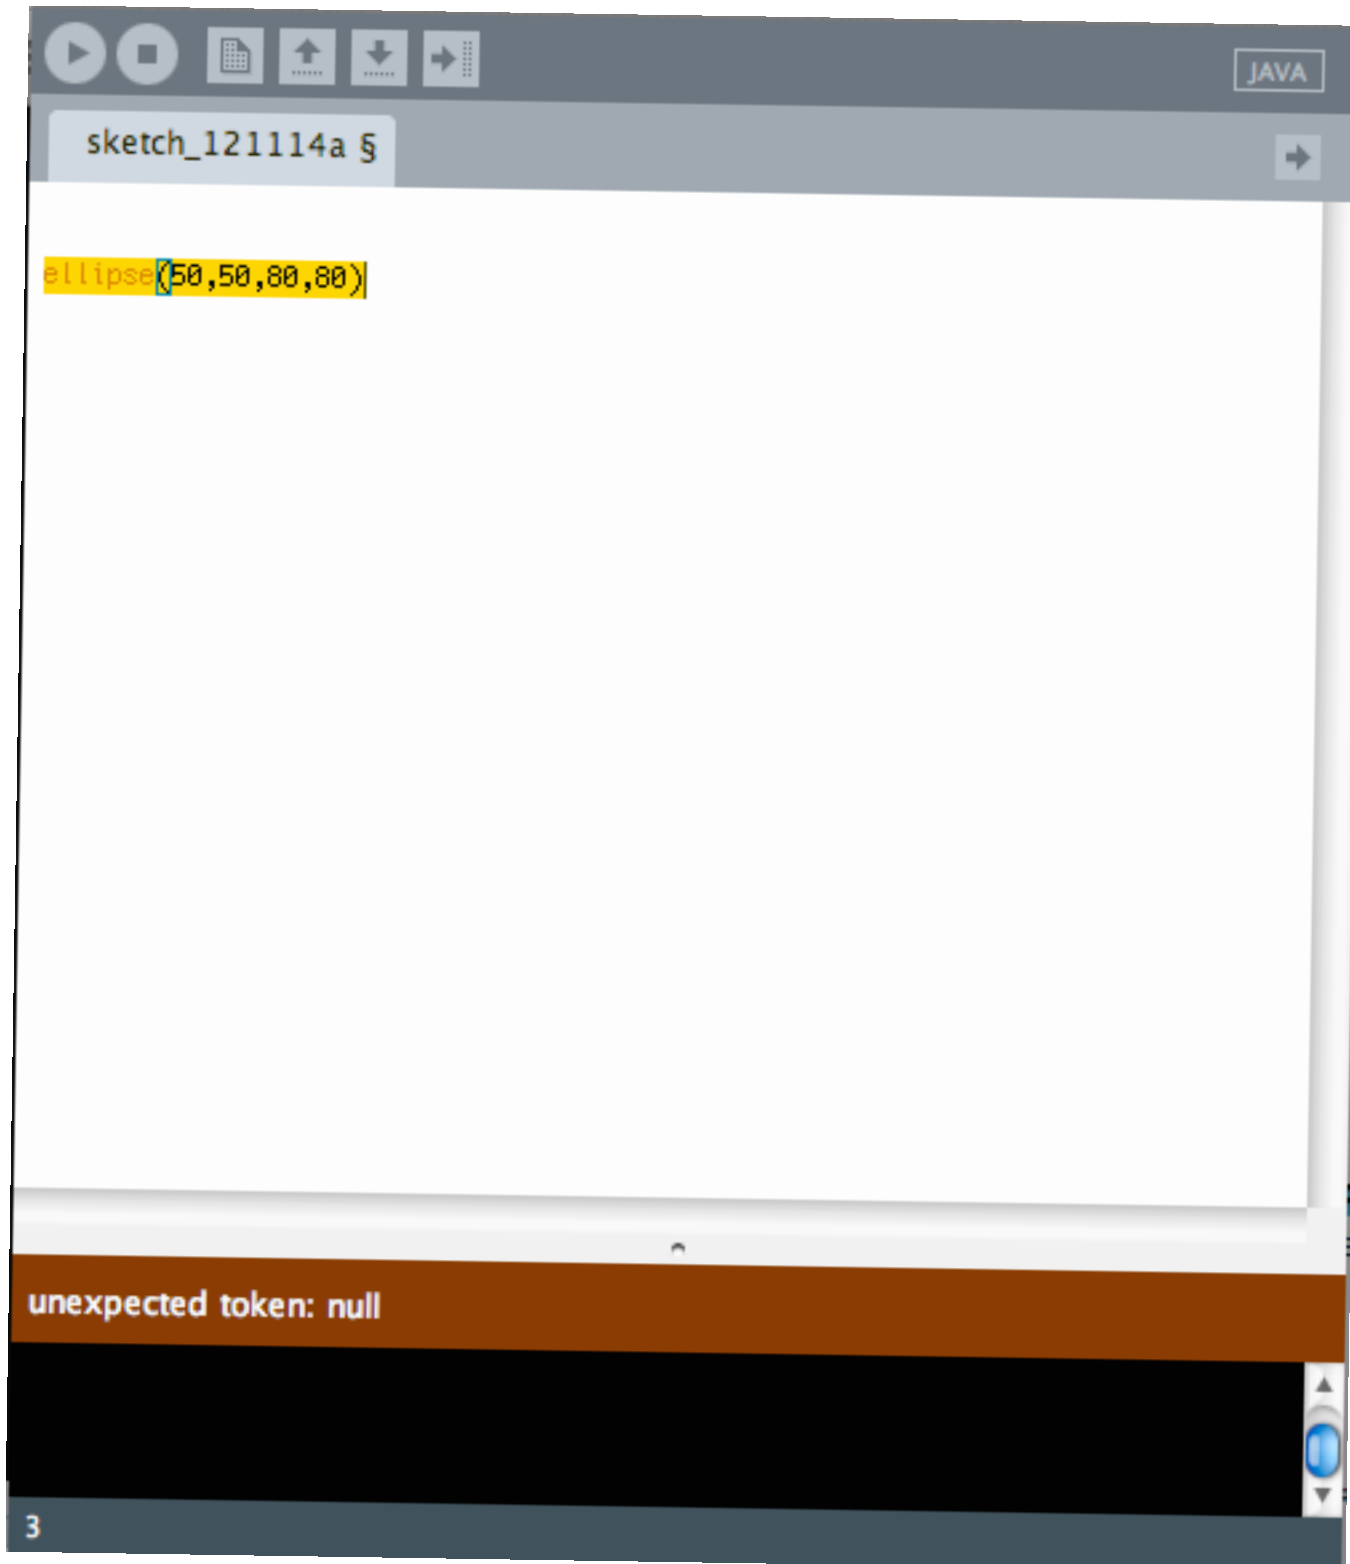 JAVA
sketch_121114a §
ellipse(50,50,80,80)
unexpected token: null
3